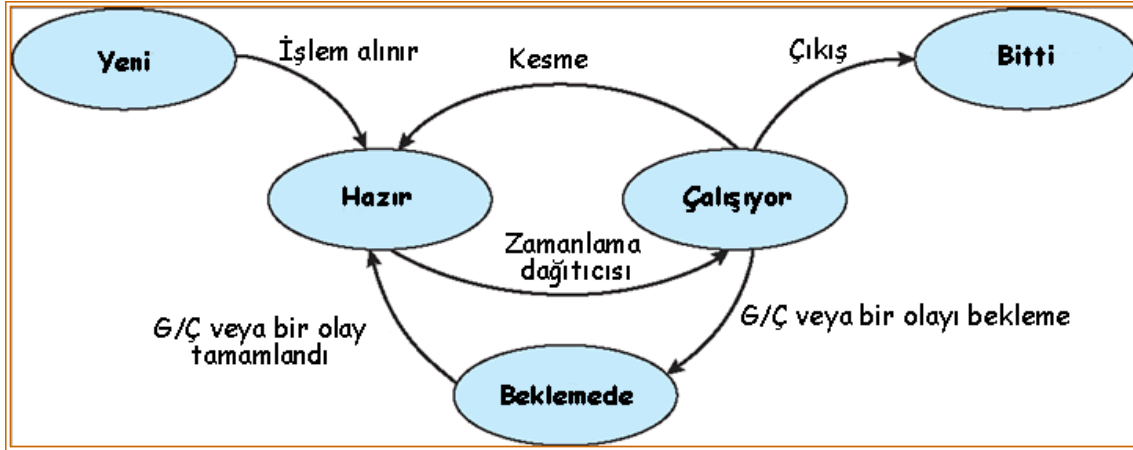 Yeni
İşlem alınır
Kesme
Çıkış
Bitti
Hazır
Çalışıyor
Zamanlama
dağıtıcısı
G/Ç veya bir olay
tamamlandı
G/Ç veya bir olayı bekleme
Beklemede